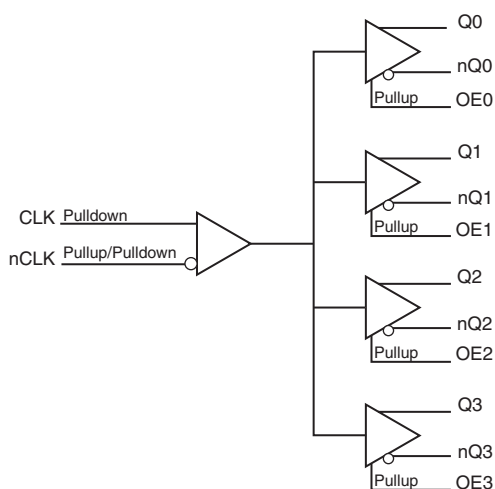 Q0
nQ0
Pullup OE0
Q1
nQ1
Pullup OE1
CLK Pulldown
nCLK Pullup/Pulldown
Q2
nQ2
Pullup OE2
Q3
nQ3
Pullup OE3